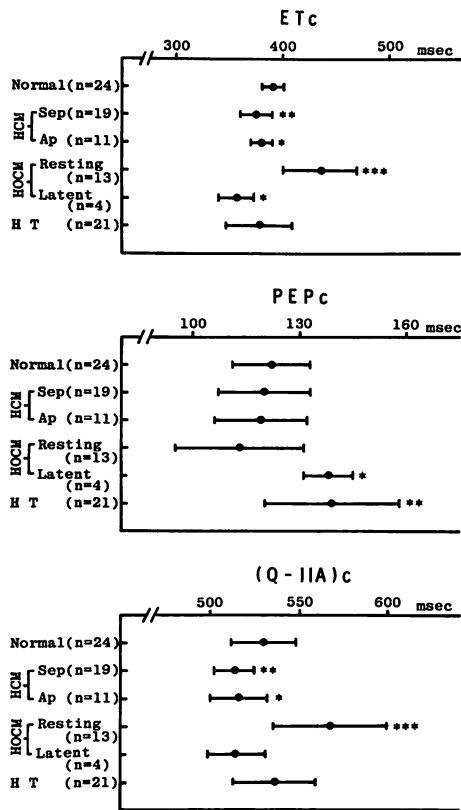 ETc
300 400 500 msec
Normal(n=24)
HCM
Sep(n=19) **
Ap (n=11) *
HOCM
Resting
(n=13) ***
Latent
(n=4) *
H T (n=21)
PEPc
100 130 160 msec
Normal(n=24)
HCM
Sep(n=19)
Ap (n=11)
HOCM
Resting
(n=13)
Latent
(n=4) *
H T (n=21) **
(Q-IIA)c
500 550 600
msec
Normal(n=24)
HCM
Sep(n=19) **
Ap (n=11) *
HOCM
Resting
(n=13) ***
Latent
(n=4)
H T (n=21)